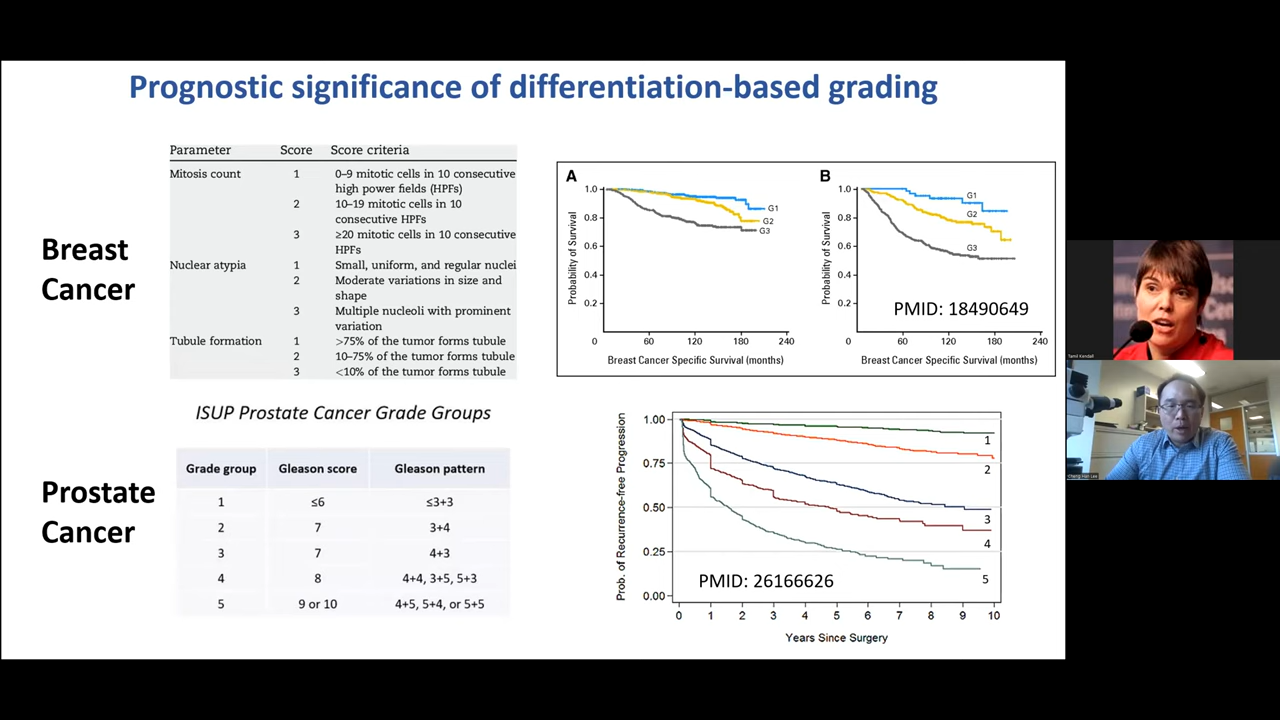 Prognostic significance of differentiation-based grading
Breast
Cancer
Parameter Score Score criteria
Mitosis count 1 0–9 mitotic cells in 10 consecutive
high power fields (HPFs)
2 10–19 mitotic cells in 10
consecutive HPFs
3 ≥20 mitotic cells in 10 consecutive
HPFs
Nuclear atypia 1 Small, uniform, and regular nuclei
2 Moderate variations in size and
shape
3 Multiple nucleoli with prominent
variation
Tubule formation 1 >75% of the tumor forms tubule
2 10–75% of the tumor forms tubule
3 <10% of the tumor forms tubule
A
Probability of Survival
1.0
0.8
0.6
0.4
0.2
0 60 120 180 240
G1
G2
G3
Breast Cancer Specific Survival (months)
B
Probability of Survival
1.0
0.8
0.6
0.4
0.2
0 60 120 180 240
G1
G2
G3
PMID: 18490649
Breast Cancer Specific Survival (months)
Prostate
Cancer
ISUP Prostate Cancer Grade Groups
Grade group Gleason score Gleason pattern
1 ≤6 ≤3+3
2 7 3+4
3 7 4+3
4 8 4+4, 3+5, 5+3
5 9 or 10 4+5, 5+4, or 5+5
Prob. of Recurrence-free Progression
1.00
0.75
0.50
0.25
0.00
1
2
3
4
5
PMID: 26166626
0 1 2 3 4 5 6 7 8 9 10
Years Since Surgery
Tamil Kendall
Cheng-Han Lee